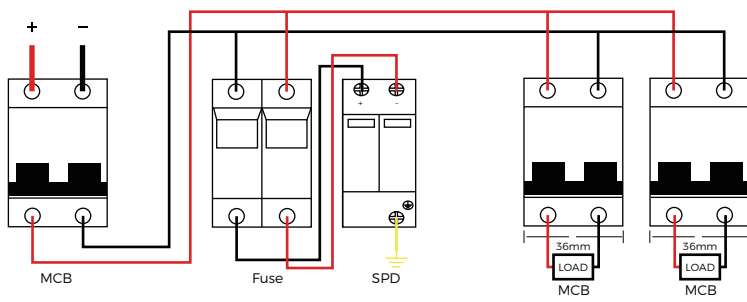 + −
+ -
36mm 36mm
LOAD LOAD
MCB Fuse SPD MCB MCB